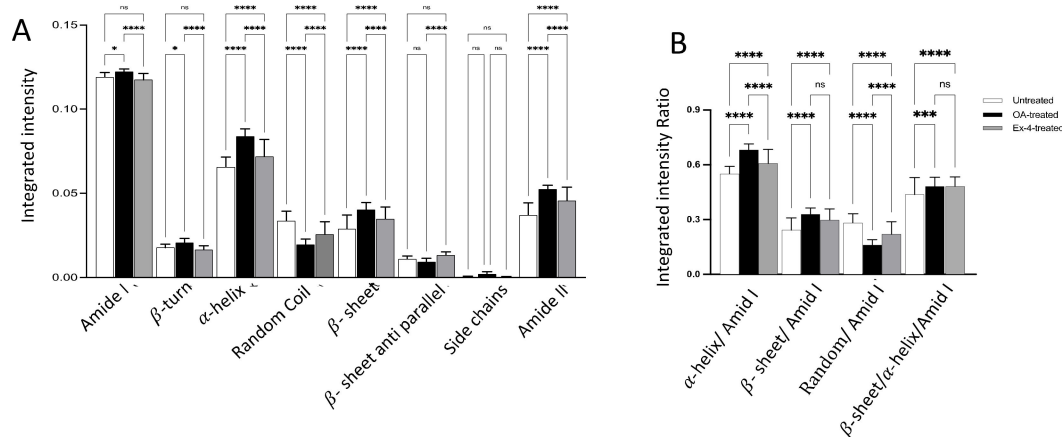 A
ns
ns
****
****
****
ns
ns
****
****
****
****
****
****
****
****
ns
****
*
*
****
****
****
ns
ns
ns
****
Integrated intensity
0.15
0.10
0.05
0.00
Amide I
β-turn
α-helix
Random Coil
β- sheet
β- sheet anti parallel
Side chains
Amide II
B
****
****
****
****
****
ns
****
ns
****
****
****
***
Integrated intensity Ratio
0.9
0.6
0.3
0.0
α-helix/ Amid I
β- sheet/ Amid I
Random/ Amid I
β-sheet/α-helix/Amid I
Untreated
OA-treated
Ex-4-treated